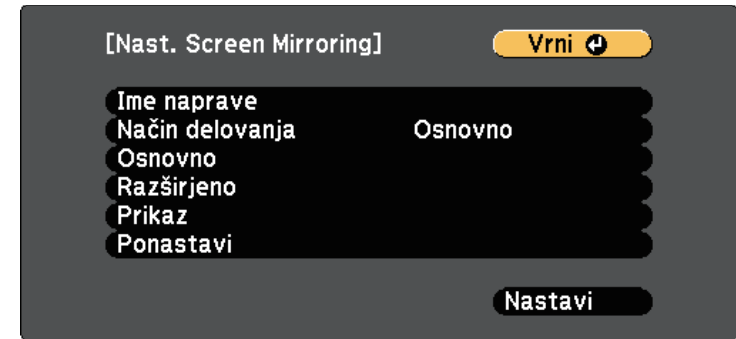 [Nast. Screen Mirroring] Vrni
Ime naprave
Način delovanja Osnovno
Osnovno
Razširjeno
Prikaz
Ponastavi
Nastavi